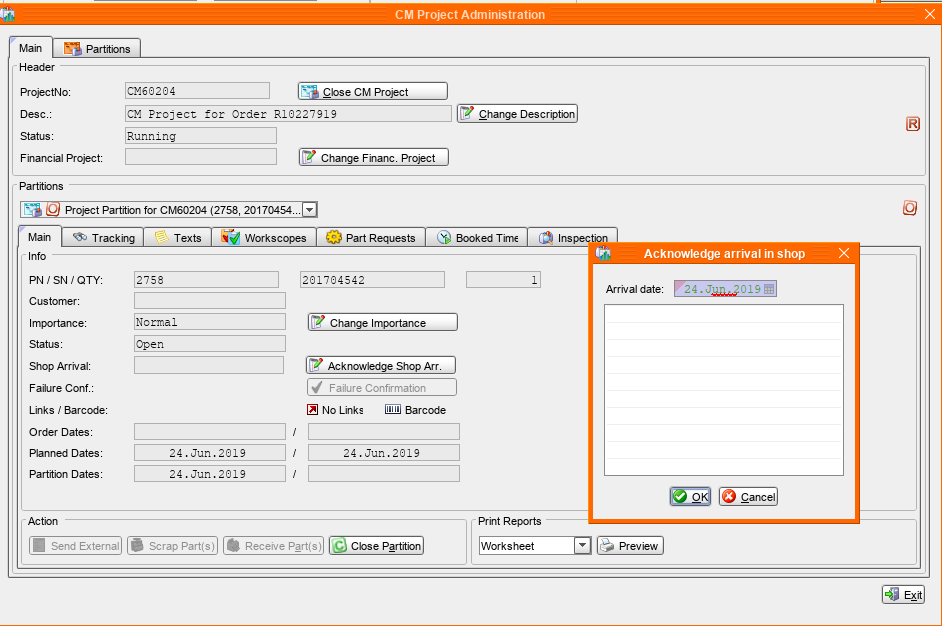 CM Project Administration
Main Partitions
Header
ProjectNo: CM60204 Close CM Project
Desc.: CM Project for Order R10227919 Change Description
Status: Running
R
Financial Project: Change Financ. Project
Partitions
Project Partition for CM60204 (2758, 20170454...
Main Tracking Texts Workscopes Part Requests Booked Time Inspection
Info
PN / SN / QTY: 2758 201704542 1
Customer:
Importance: Normal Change Importance
Status: Open
Shop Arrival: Acknowledge Shop Arr.
Failure Conf.: Failure Confirmation
Links / Barcode: No Links Barcode
Order Dates: /
Planned Dates: 24.Jun.2019 / 24.Jun.2019
Partition Dates: 24.Jun.2019 /
Action
Send External Scrap Part(s) Receive Part(s) Close Partition
Print Reports
Worksheet Preview
Exit
Acknowledge arrival in shop
Arrival date: 24.Jun.2019
OK Cancel